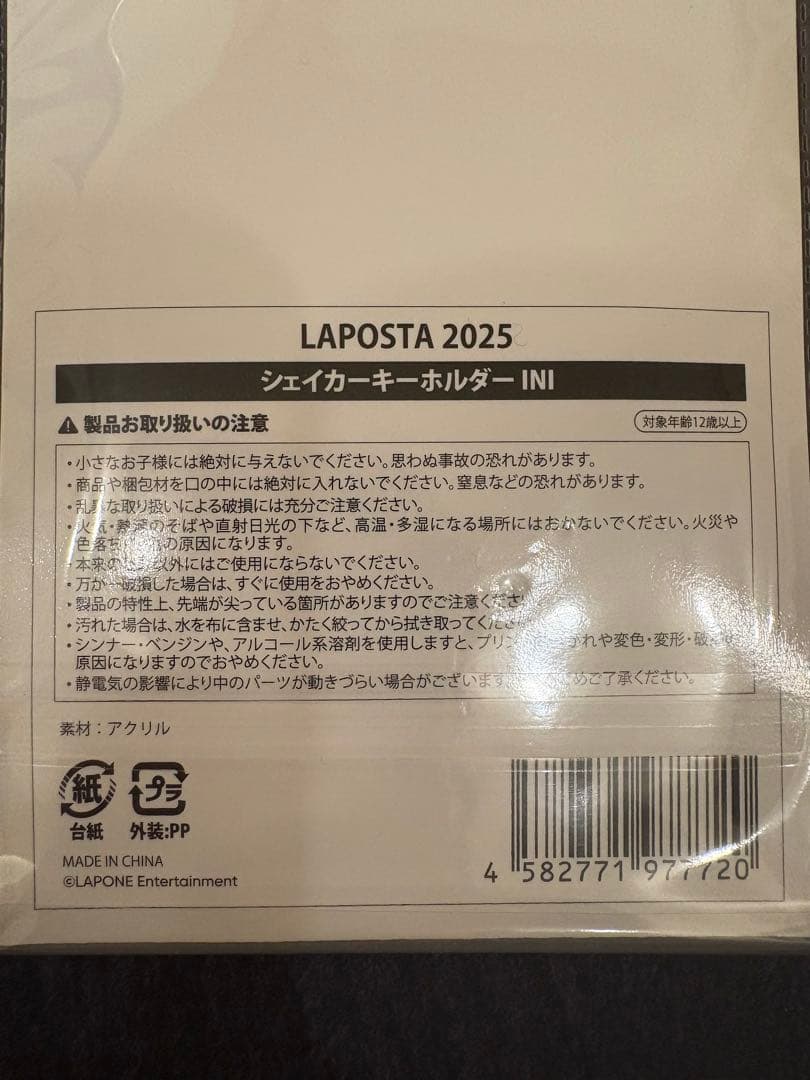 LAPOSTA 2025
シェイカーキーホルダー INI
製品お取り扱いの注意
対象年齢12歳以上
・小さなお子様には絶対に与えないでください。思わぬ事故の恐れがあります。
・商品や梱包材を口の中には絶対に入れないでください。窒息などの恐れがあります。
・乱暴な取り扱いによる破損には充分ご注意ください。
・火気・熱源のそばや直射日光の下など、高温・多湿になる場所にはおかないでください。火災や
色落ち の原因になります。
・本来の 以外にはご使用にならないでください。
・万が一破損した場合は、すぐに使用をおやめください。
・製品の特性上、先端が尖っている箇所がありますのでご注意くださ
・汚れた場合は、水を布に含ませ、かたく絞ってから拭き取ってくだ
・シンナー・ベンジンや、アルコール系溶剤を使用しますと、プリン かれや変色・変形・破
原因になりますのでおやめください。
・静電気の影響により中のパーツが動きづらい場合がございます めご了承ください。
素材：アクリル
紙 プラ
台紙 外装:PP
MADE IN CHINA
©LAPONE Entertainment
4 582771 977720